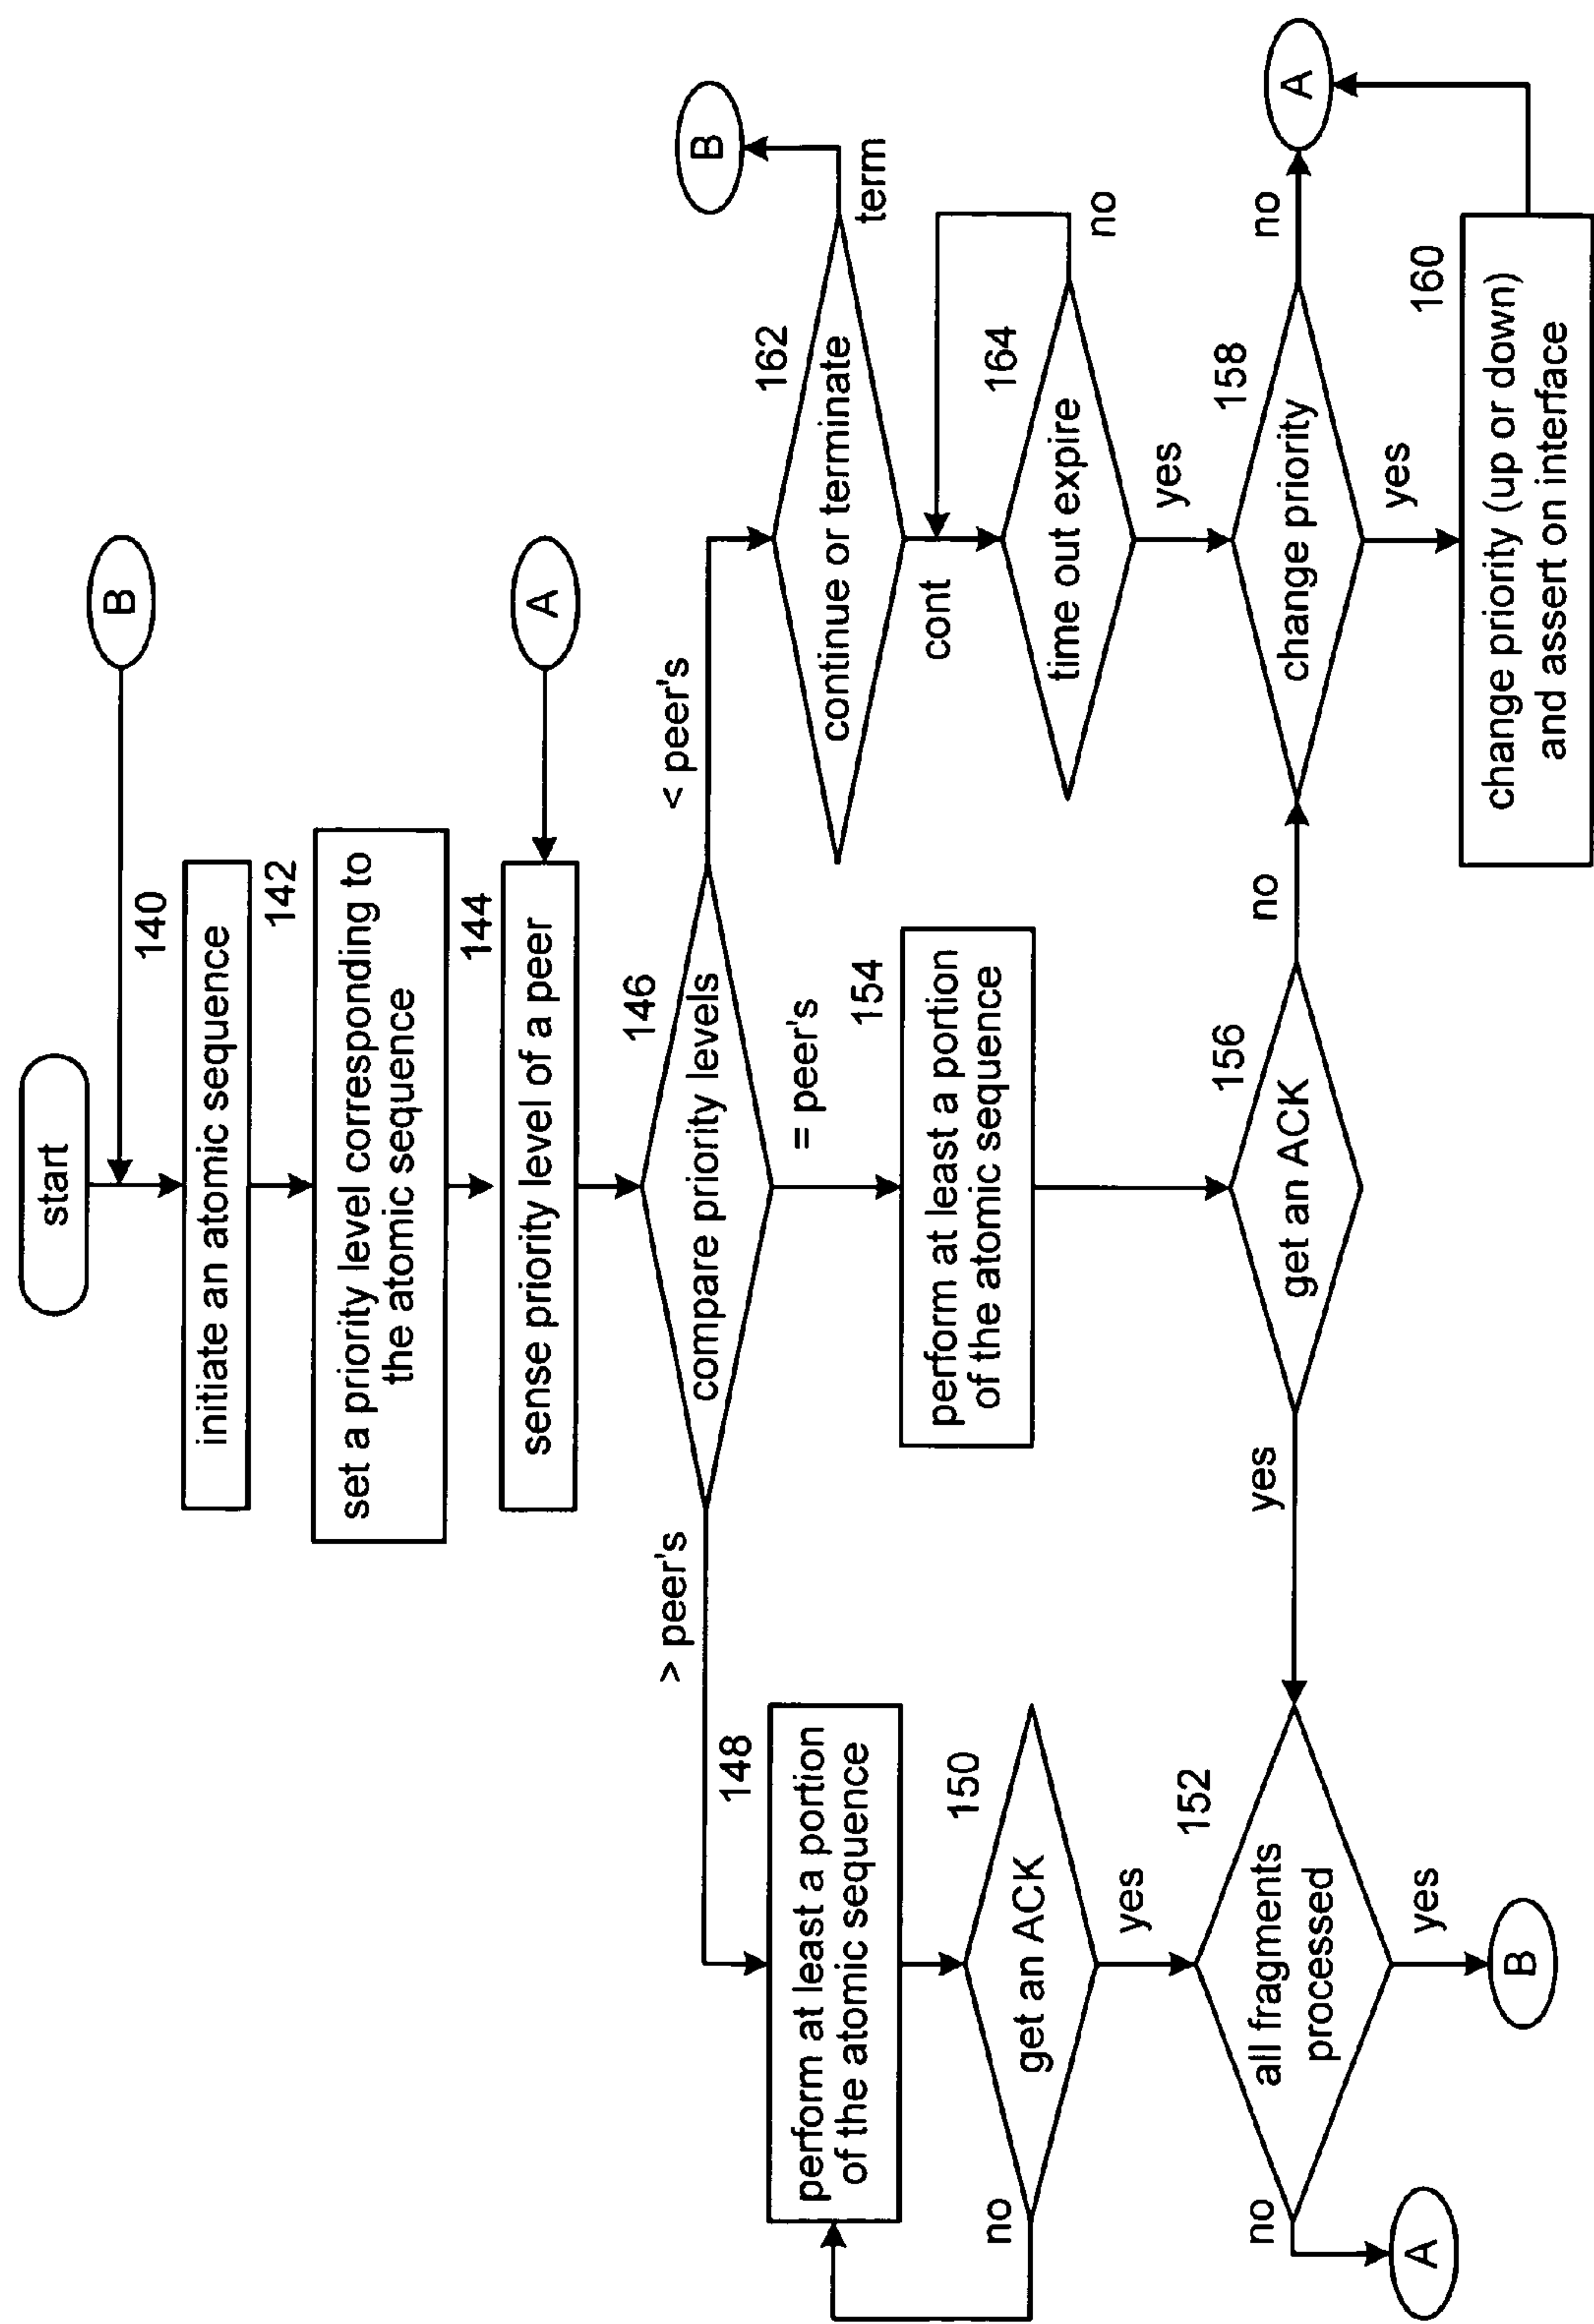 start
B
140
initiate an atomic sequence
142
set a priority level corresponding to
the atomic sequence
144
A
sense priority level of a peer
146
compare priority levels
> peer's
= peer's
< peer's
148
perform at least a portion
of the atomic sequence
150
get an ACK
no
yes
152
all fragments
processed
no
A
yes
B
154
perform at least a portion
of the atomic sequence
156
get an ACK
yes
no
162
continue or terminate
term
B
cont
164
time out expire
no
yes
158
change priority
no
A
yes
160
change priority (up or down)
and assert on interface